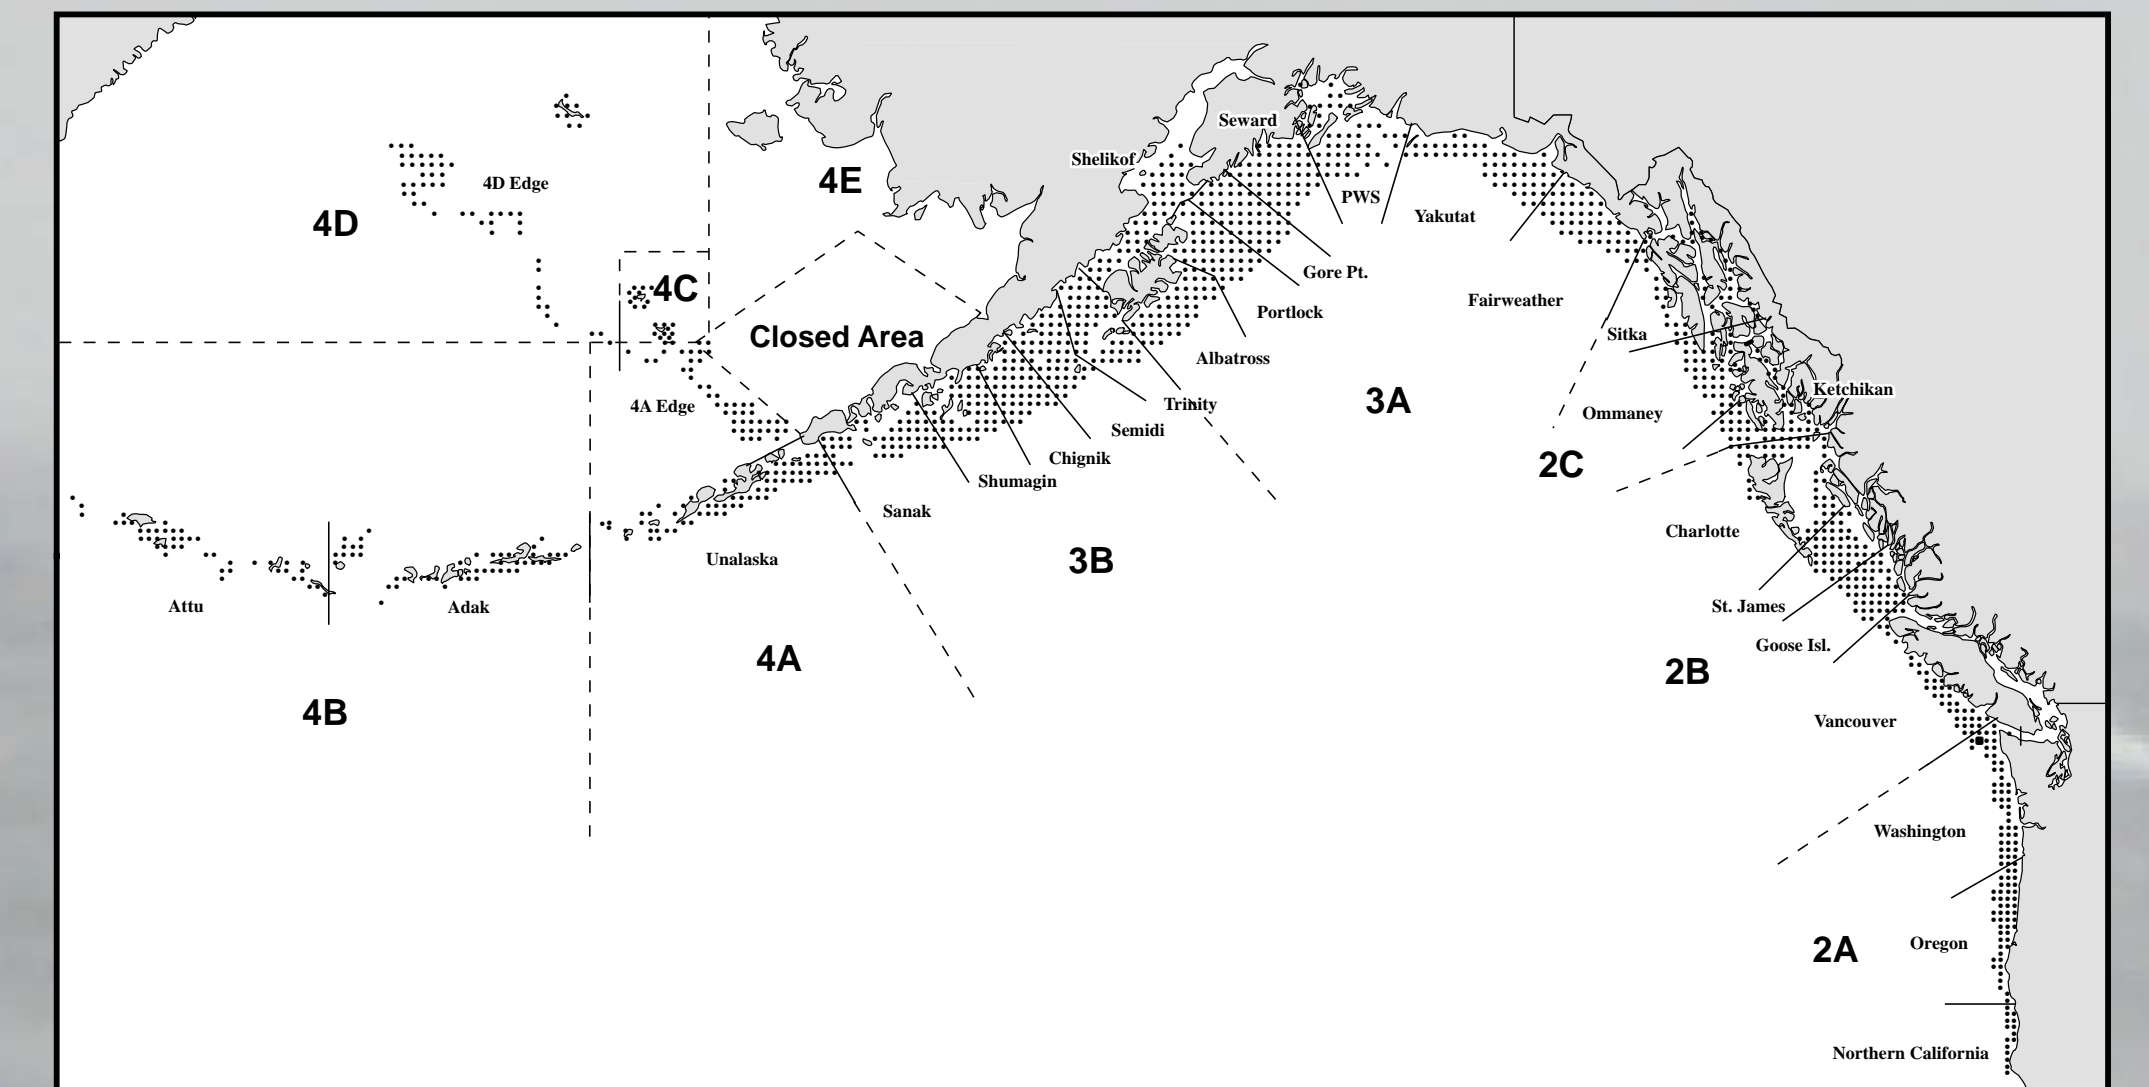 Seward
Shelikof
4E
4D Edge
PWS
4D
Yakutat
Gore Pt.
4C
Fairweather
Portlock
Closed Area
Sitka
Albatross
Ketchikan
3A
4A Edge
Trinity
Ommaney
Semidi
Chignik
2C
Shumagin
Sanak
Charlotte
Unalaska
3B
Attu
Adak
St. James
Goose Isl.
4A
2B
4B
Vancouver
Washington
Oregon
2A
Northern California